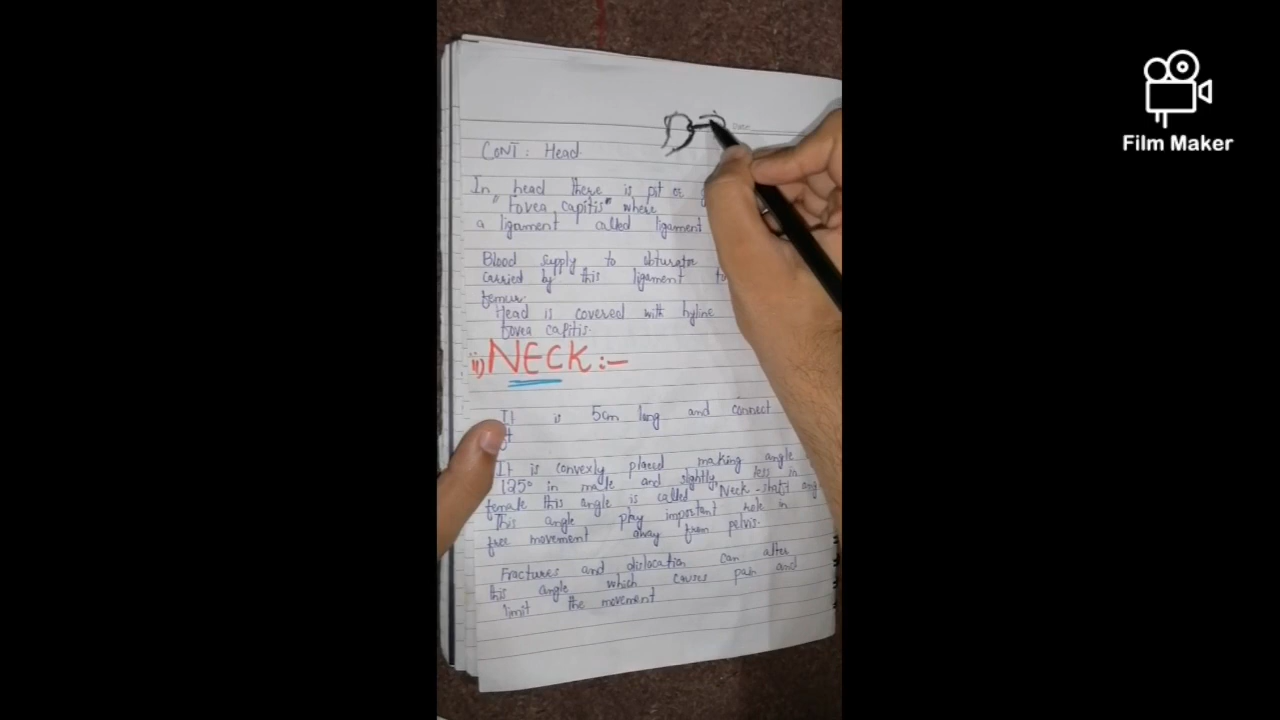 Film Maker
Date
CONT: Head.
In head there is pit or
"Fovea capitis" where
a ligament called ligament
Blood supply to obturator
carried by this ligament to
femur.
Head is covered with hyline
fovea capitis.
ii) NECK :-
It is 5cm long and connect
It is convexly placed making angle
125° in male and slightly less in
female this angle is called "Neck-shaft ang
This angle play important role in
free movement away from pelvis.
Fractures and dislocation can alter
this angle which causes pain and
limit the movement